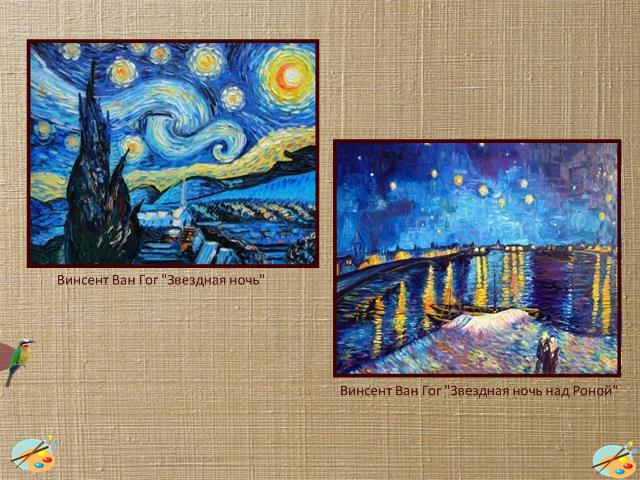 Винсент Ван Гог "Звездная ночь"
Винсент Ван Гог "Звездная ночь над Роной"